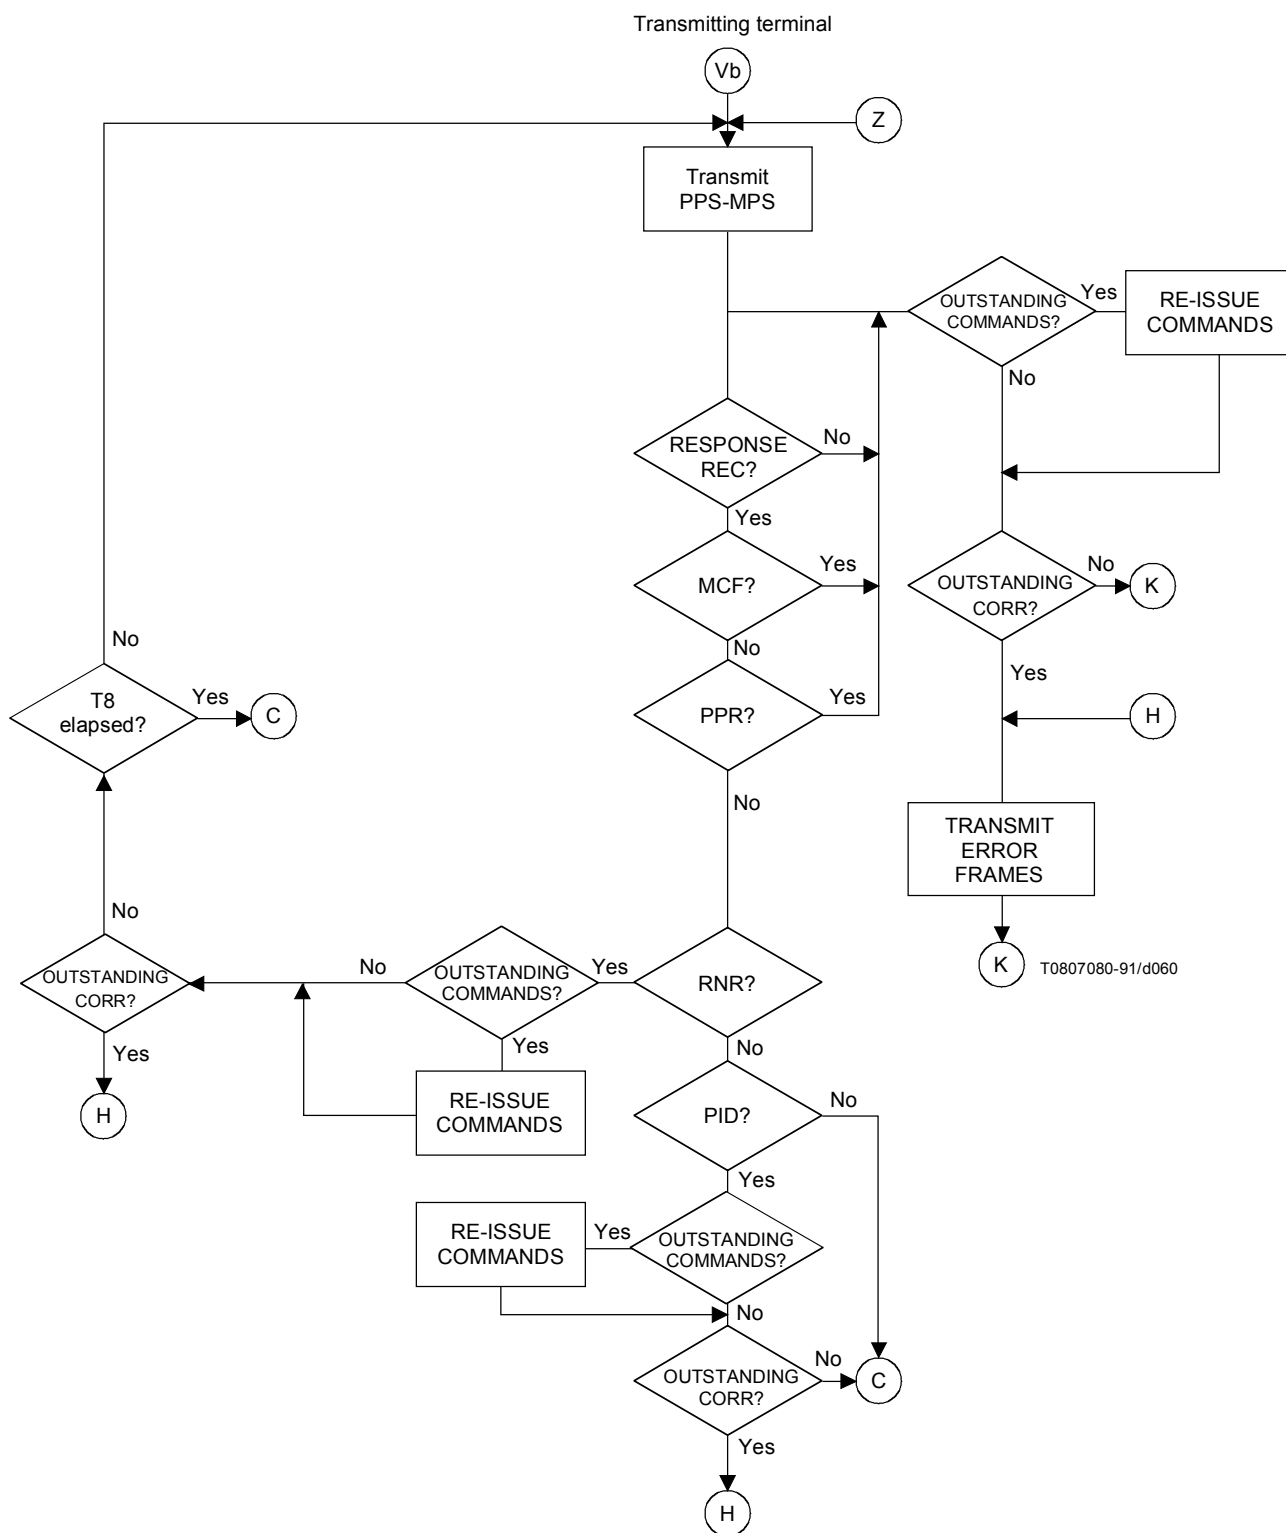 Transmitting terminal
Vb
Z
Transmit
PPS-MPS
OUTSTANDING
COMMANDS?
Yes
RE-ISSUE
COMMANDS
No
RESPONSE
REC?
No
Yes
MCF?
Yes
No
OUTSTANDING
CORR?
No
K
Yes
PPR?
Yes
No
H
TRANSMIT
ERROR
FRAMES
K
T0807080-91/d060
No
T8
elapsed?
Yes
C
No
OUTSTANDING
CORR?
Yes
H
No
OUTSTANDING
COMMANDS?
Yes
Yes
RE-ISSUE
COMMANDS
RNR?
No
PID?
No
Yes
RE-ISSUE
COMMANDS
Yes
OUTSTANDING
COMMANDS?
No
OUTSTANDING
CORR?
No
C
Yes
H